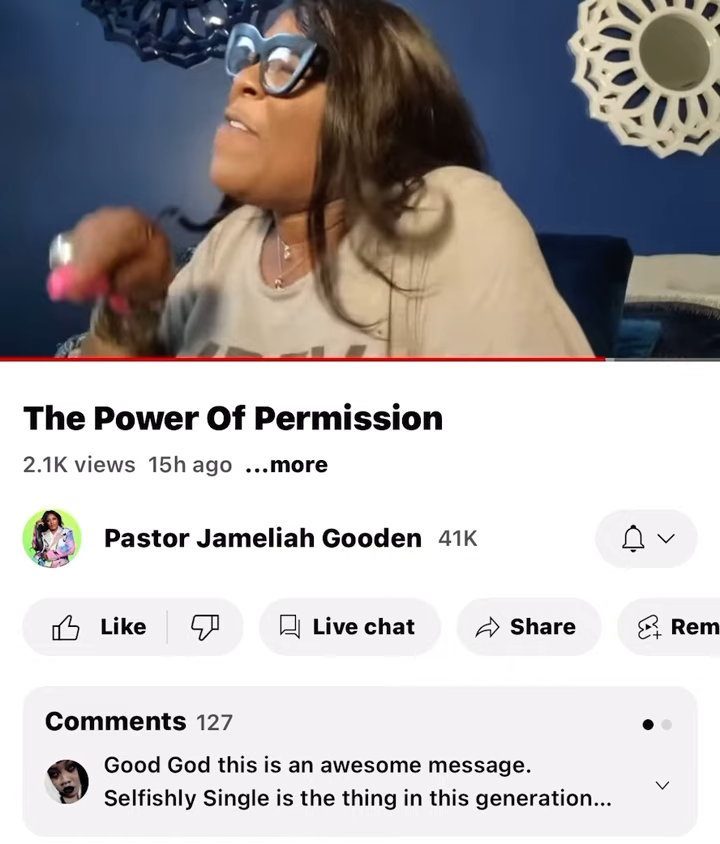 The Power Of Permission
2.1K views 15h ago ...more
Pastor Jameliah Gooden 41K
Like
Live chat
Share
Rem
Comments 127
Good God this is an awesome message.
Selfishly Single is the thing in this generation...